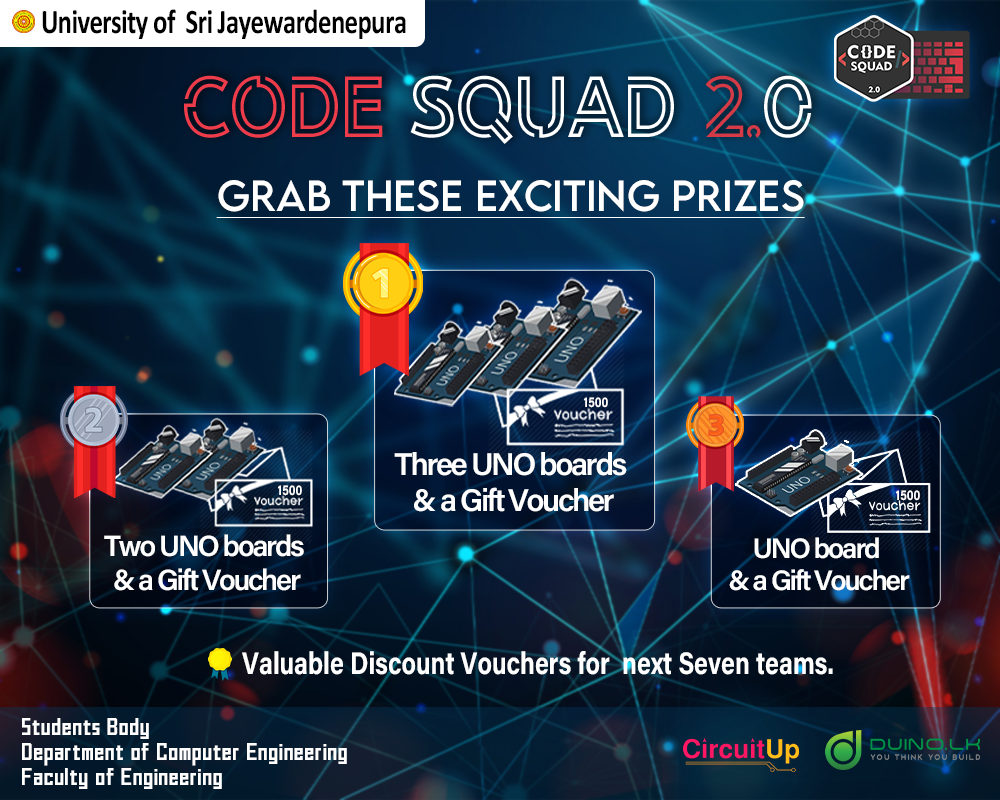 University of Sri Jayewardenepura
CODE
SQUAD
2.0
CODE SQUAD 2.0
GRAB THESE EXCITING PRIZES
1
UNO
UNO
UNO
1500
Voucher
Three UNO boards
& a Gift Voucher
2
UNO
UNO
1500
Voucher
Two UNO boards
& a Gift Voucher
3
UNO
1500
Voucher
UNO board
& a Gift Voucher
Valuable Discount Vouchers for next Seven teams.
Students Body
Department of Computer Engineering
Faculty of Engineering
CircuitUp
DUINO.LK
YOU THINK YOU BUILD